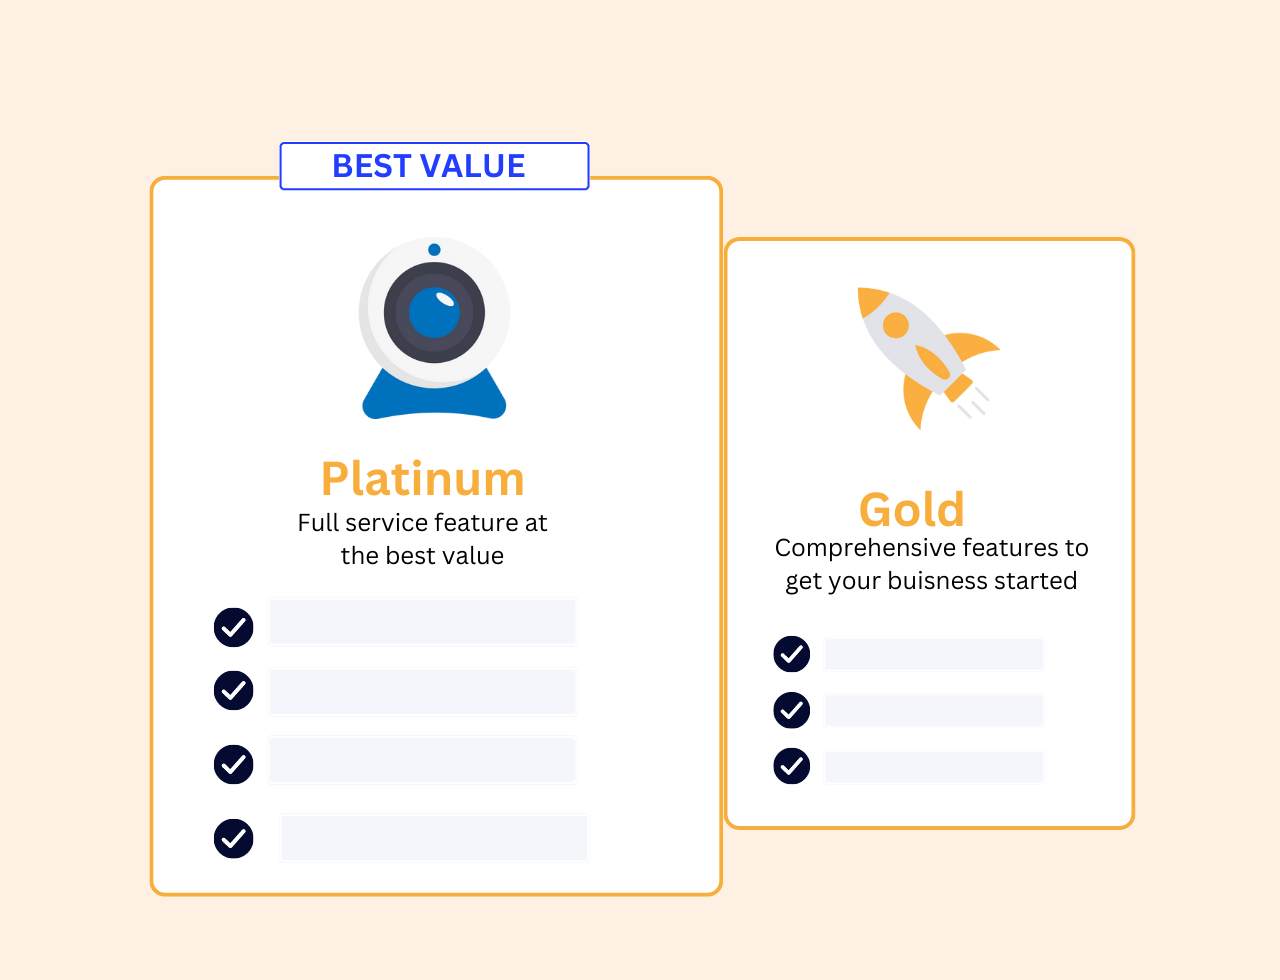 BEST VALUE
Platinum
Full service feature at
the best value
Gold
Comprehensive features to
get your buisness started